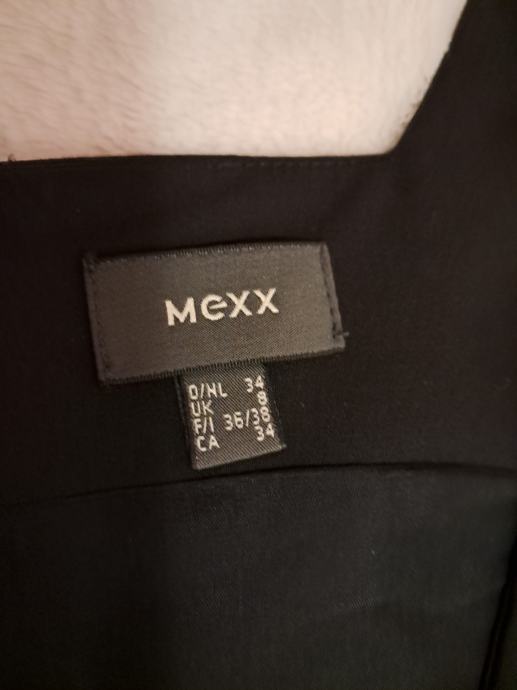 Mexx
D/NL 34
UK 8
F/I 36/38
CA 34